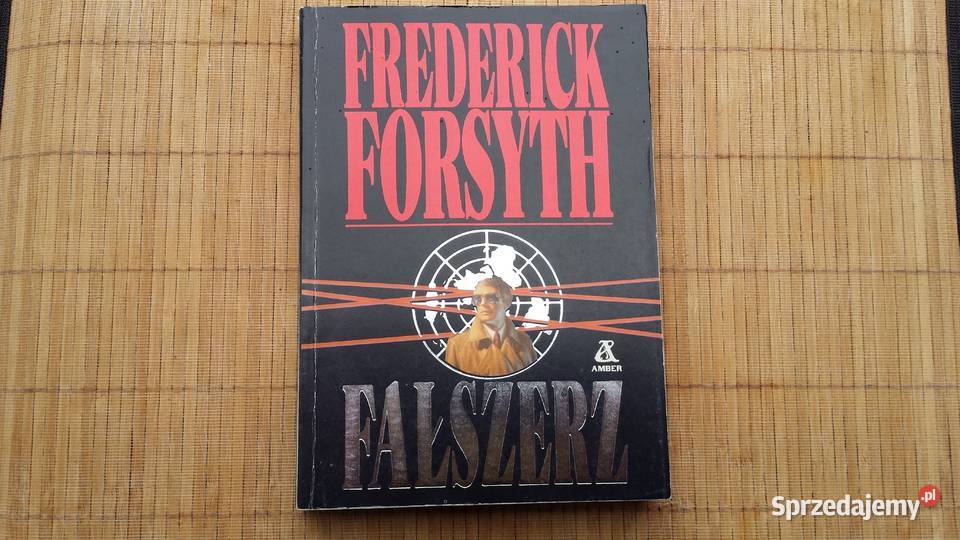 FREDERICK
FORSYTH
AMBER
FAŁSZERZ
Sprzedajemy.pl